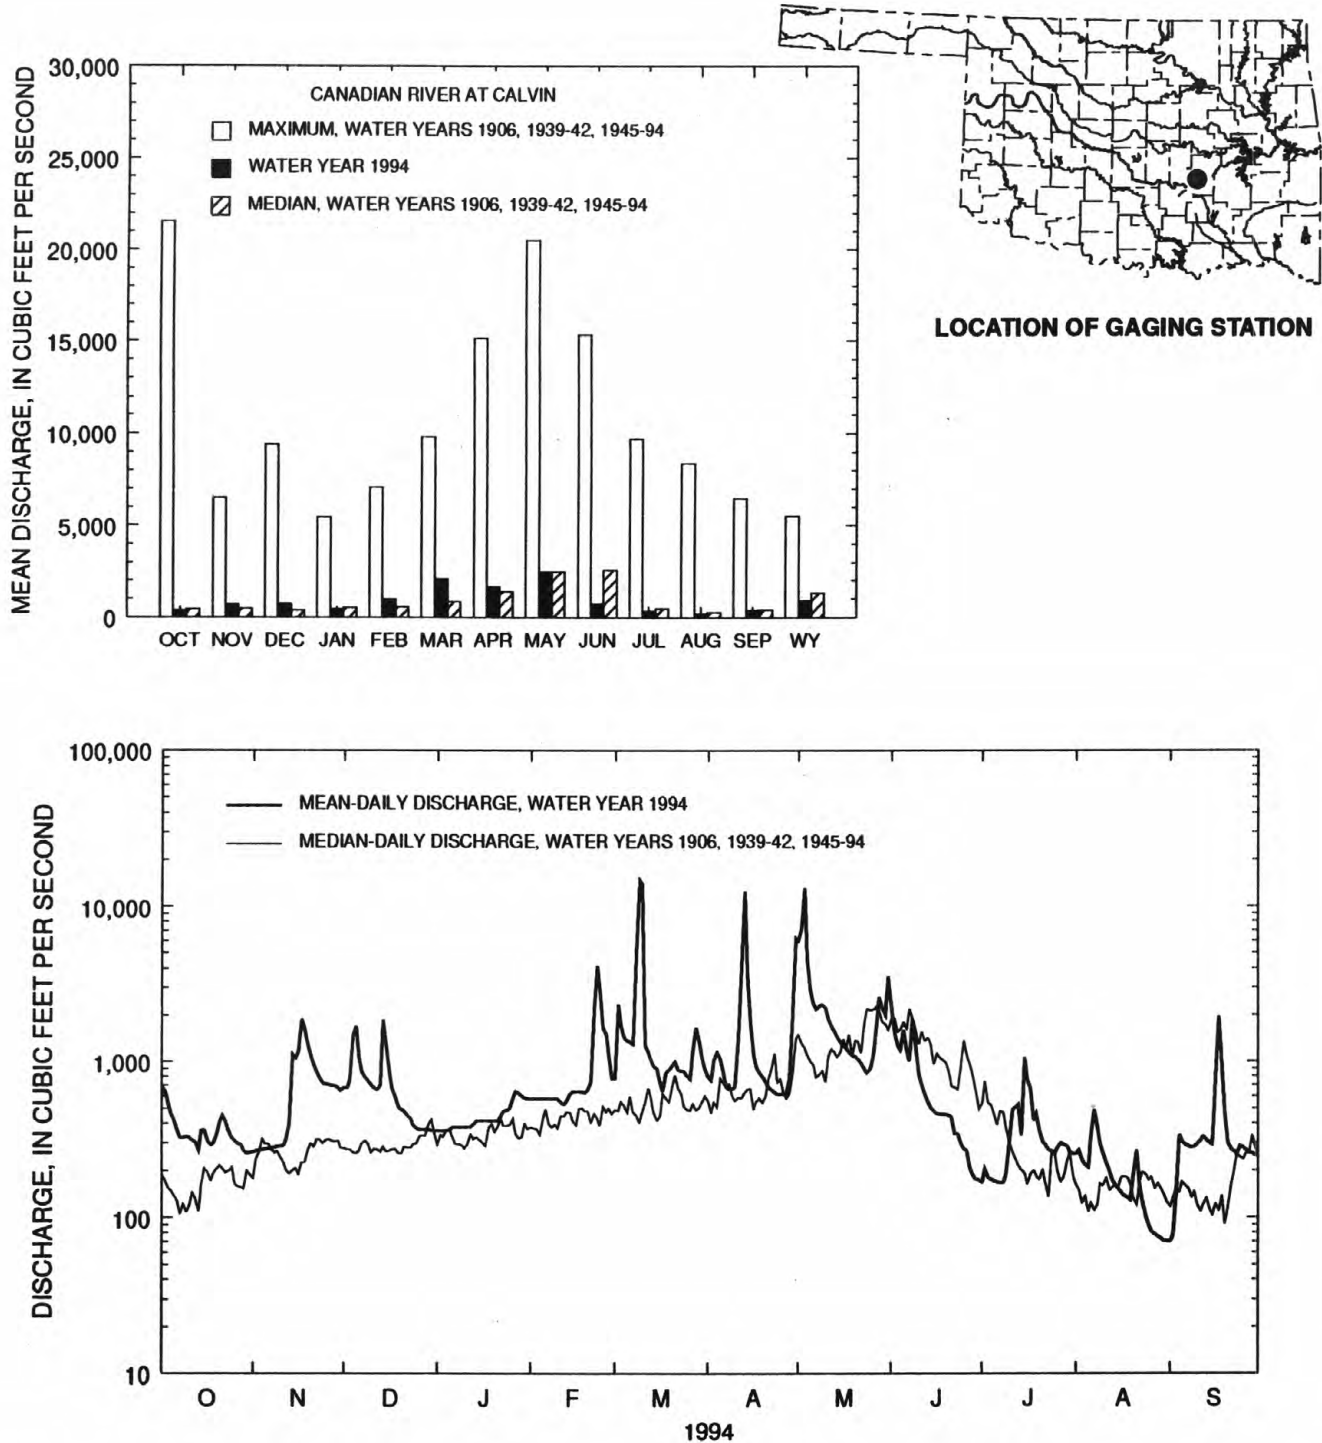 30,000
25,000
20,000
15,000
10,000
5,000
0
MEAN DISCHARGE, IN CUBIC FEET PER SECOND
CANADIAN RIVER AT CALVIN
MAXIMUM, WATER YEARS 1906, 1939-42, 1945-94
WATER YEAR 1994
MEDIAN, WATER YEARS 1906, 1939-42, 1945-94
OCT NOV DEC JAN FEB MAR APR MAY JUN JUL AUG SEP WY
LOCATION OF GAGING STATION
100,000
10,000
1,000
100
10
DISCHARGE, IN CUBIC FEET PER SECOND
MEAN-DAILY DISCHARGE, WATER YEAR 1994
MEDIAN-DAILY DISCHARGE, WATER YEARS 1906, 1939-42, 1945-94
O N D J F M A M J J A S
1994